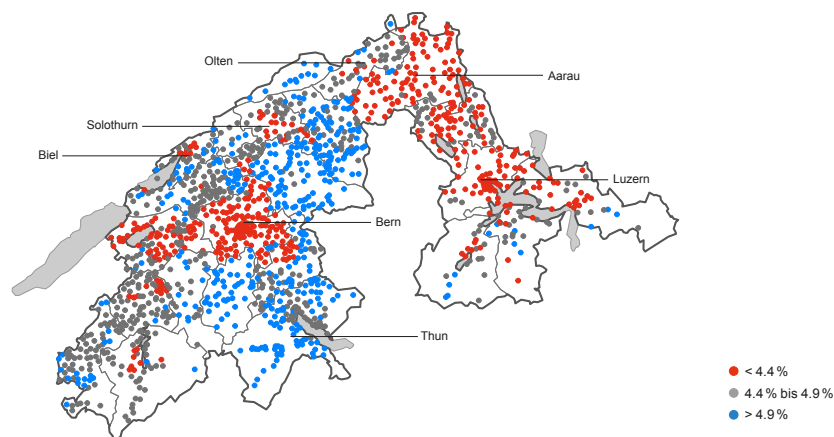 Olten
Aarau
Solothurn
Biel
Luzern
Bern
Thun
< 4.4 %
4.4 % bis 4.9 %
> 4.9 %